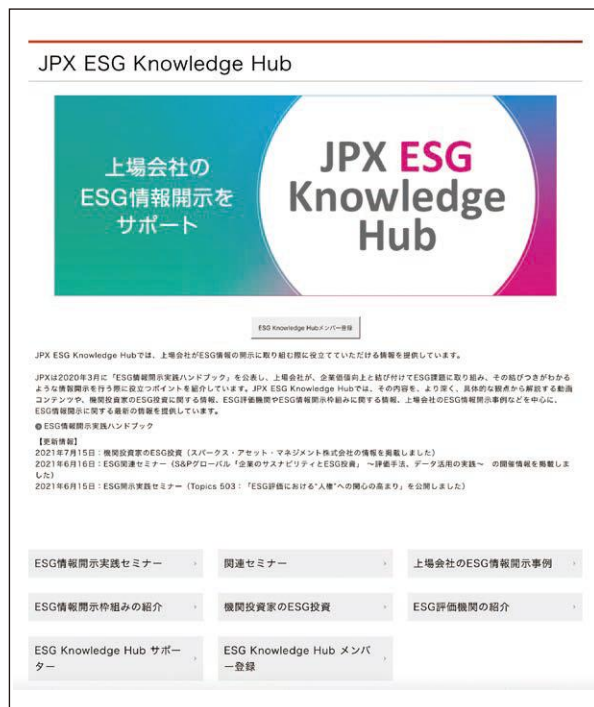 JPX ESG Knowledge Hub
上場会社の
ESG情報開示を
サポート
JPX ESG
Knowledge
Hub
ESG Knowledge Hubメンバー登録
JPX ESG Knowledge Hubでは、上場会社がESG情報の開示に取り組む際に役立てていただける情報を提供しています。
JPXは2020年3月に「ESG情報開示実践ハンドブック」を公表し、上場会社が、企業価値向上と結び付けてESG課題に取り組み、その結びつきがわかる
ような情報開示を行う際に役立つポイントを紹介しています。JPX ESG Knowledge Hubでは、その内容を、より深く、具体的な観点から解説する動画
コンテンツや、機関投資家のESG投資に関する情報、ESG評価機関やESG情報開示枠組みに関する情報、上場会社のESG情報開示事例などを中心に、
ESG情報開示に関する最新の情報を提供しています。
ESG情報開示実践ハンドブック
【更新情報】
2021年7月15日：機関投資家のESG投資（スパークス・アセット・マネジメント株式会社の情報を掲載しました）
2021年6月16日：ESG関連セミナー（S&Pグローバル「企業のサステナビリティとESG投資」 ～評価手法、データ活用の実践～　の開催情報を掲載しま
した）
2021年6月15日：ESG開示実践セミナー（Topics 503：「ESG評価における"人権"への関心の高まり」を公開しました）
ESG情報開示実践セミナー
関連セミナー
上場会社のESG情報開示事例
ESG情報開示枠組みの紹介
機関投資家のESG投資
ESG評価機関の紹介
ESG Knowledge Hub サポー
ター
ESG Knowledge Hub メンバ
ー登録